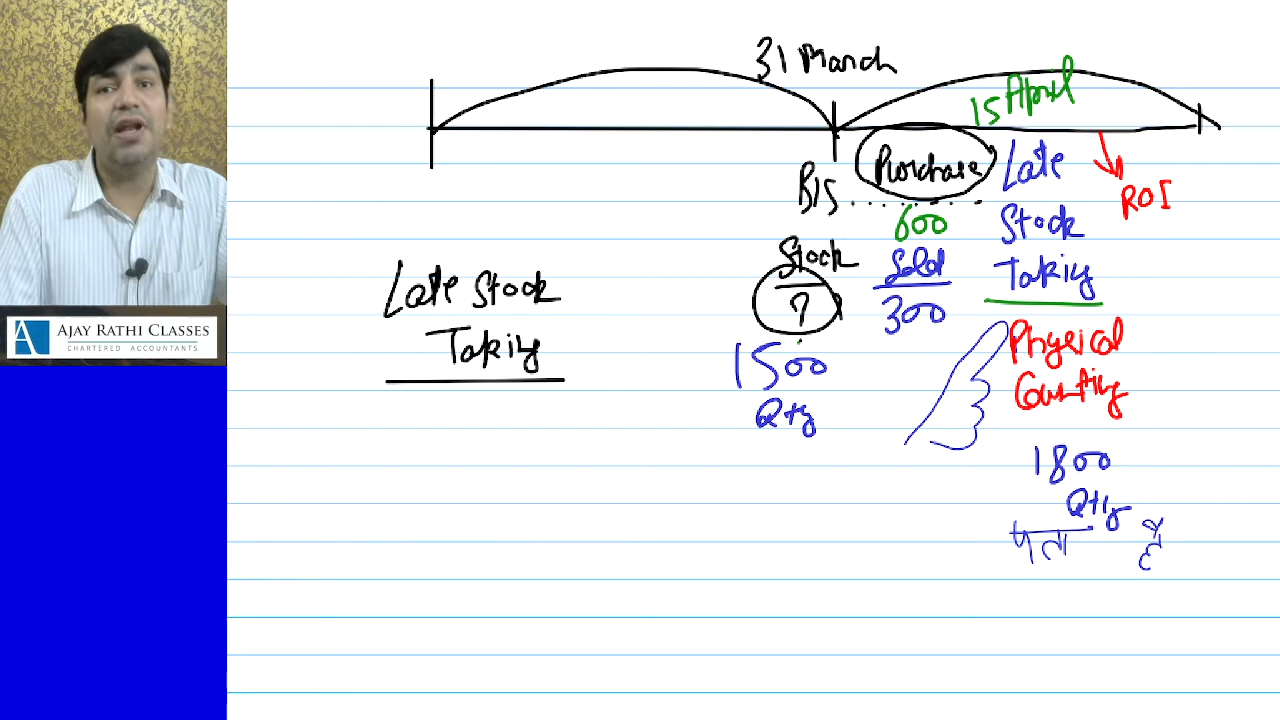 31 March
15 April
Purchase
Late
ROI
B/S
600
Stock
Stock
Sold
Taking
Late Stock
?
300
Taking
Physical
Counting
1500
Qty
1800
Qty
पता है
AJAY RATHI CLASSES
CHARTERED ACCOUNTANTS